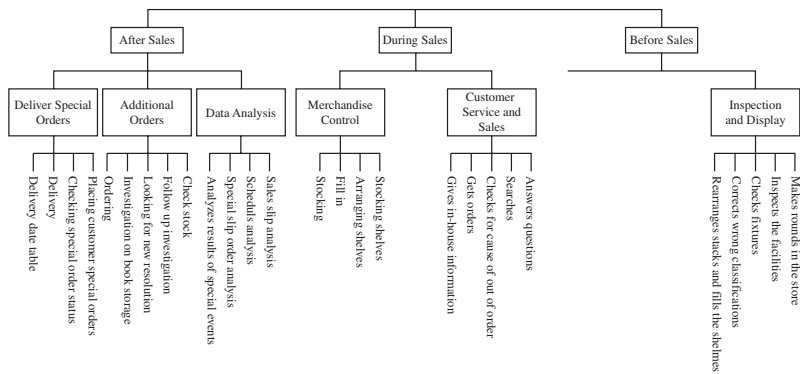 After Sales
During Sales
Before Sales
Deliver Special
Orders
Additional
Orders
Data Analysis
Merchandise
Control
Customer
Service and
Sales
Inspection
and Display
Delivery date table
Delivery
Checking special order status
Placing customer special orders
Ordering
Investigation on book storage
Looking for new resolution
Follow up investigation
Check stock
Analyzes results of special events
Special slip order analysis
Scheduls analysis
Sales slip analysis
Stocking
Fill in
Arranging shelves
Stocking shelves
Gives in-house information
Gets orders
Checks for cause of out of order
Searches
Answers questions
Rearranges stacks and fills the shelmes
Corrects wrong classifications
Checks fixtures
Inspects the facilities
Makes rounds in the store